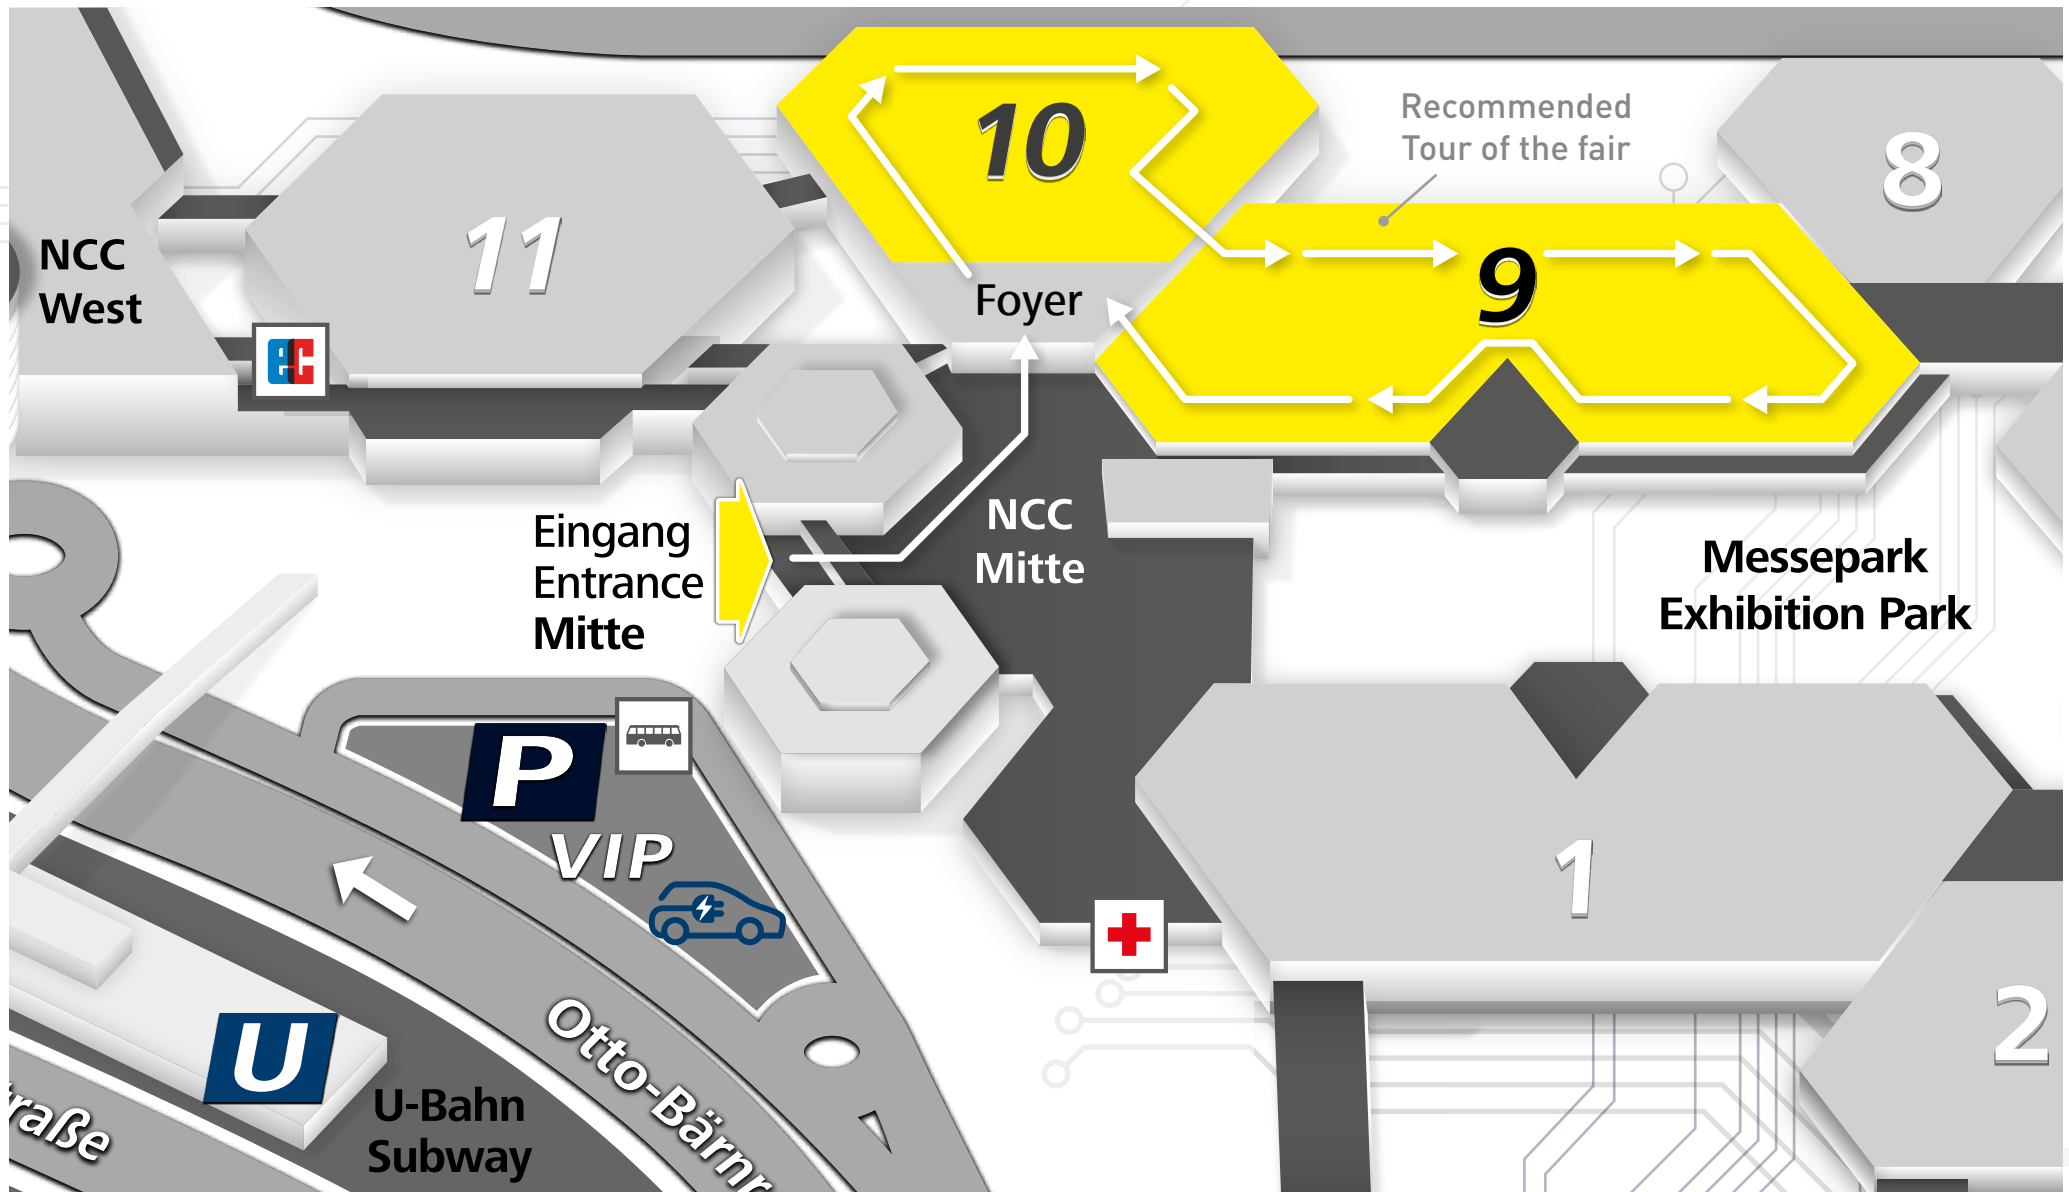 10
Recommended
Tour of the fair
8
11
9
NCC
West
Foyer
ec
Eingang
Entrance
Mitte
NCC
Mitte
Messepark
Exhibition Park
P
VIP
1
2
U
U-Bahn
Subway
Otto-Bärnr
raße